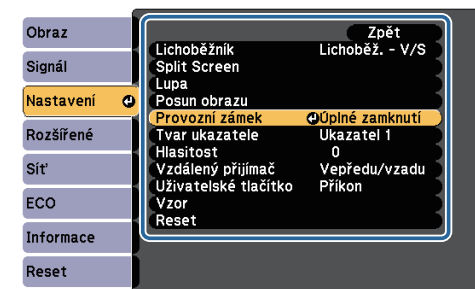 Obraz
Signál
Nastavení
Rozšířené
Síť
ECO
Informace
Reset
Zpět
Lichoběžník Lichoběž. - V/S
Split Screen
Lupa
Posun obrazu
Provozní zámek Úplné zamknutí
Tvar ukazatele Ukazatel 1
Hlasitost 0
Vzdálený přijímač Vepředu/vzadu
Uživatelské tlačítko Příkon
Vzor
Reset